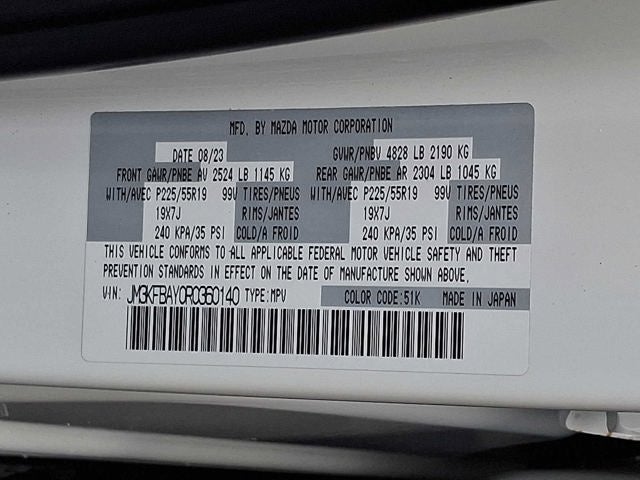 MFD. BY MAZDA MOTOR CORPORATION
DATE 08/23 GVWR/PNBV 4828 LB 2190 KG
FRONT GAWR/PNBE AV 2524 LB 1145 KG REAR GAWR/PNBE AR 2304 LB 1045 KG
WITH/AVEC P225/55R19 99V TIRES/PNEUS WITH/AVEC P225/55R19 99V TIRES/PNEUS
19X7J RIMS/JANTES 19X7J RIMS/JANTES
240 KPA/35 PSI COLD/A FROID 240 KPA/35 PSI COLD/A FROID
THIS VEHICLE CONFORMS TO ALL APPLICABLE FEDERAL MOTOR VEHICLE SAFETY AND THEFT
PREVENTION STANDARDS IN EFFECT ON THE DATE OF MANUFACTURE SHOWN ABOVE.
VIN: JM3KFBAY0R0360140 TYPE:MPV COLOR CODE:51K MADE IN JAPAN